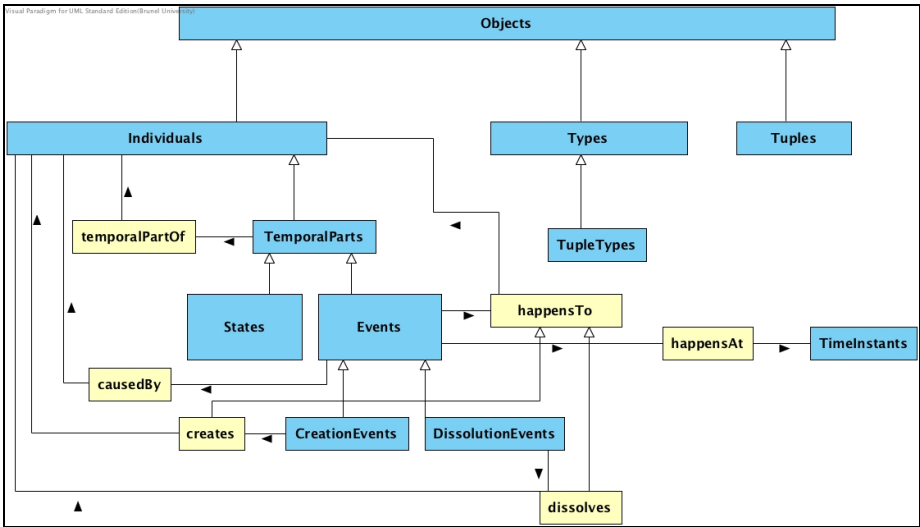 Visual Paradigm for UML Standard Edition(Brunel University)
Objects
Individuals
Types
Tuples
temporalPartOf
TemporalParts
TupleTypes
States
Events
happensTo
happensAt
TimeInstants
causedBy
creates
CreationEvents
DissolutionEvents
dissolves